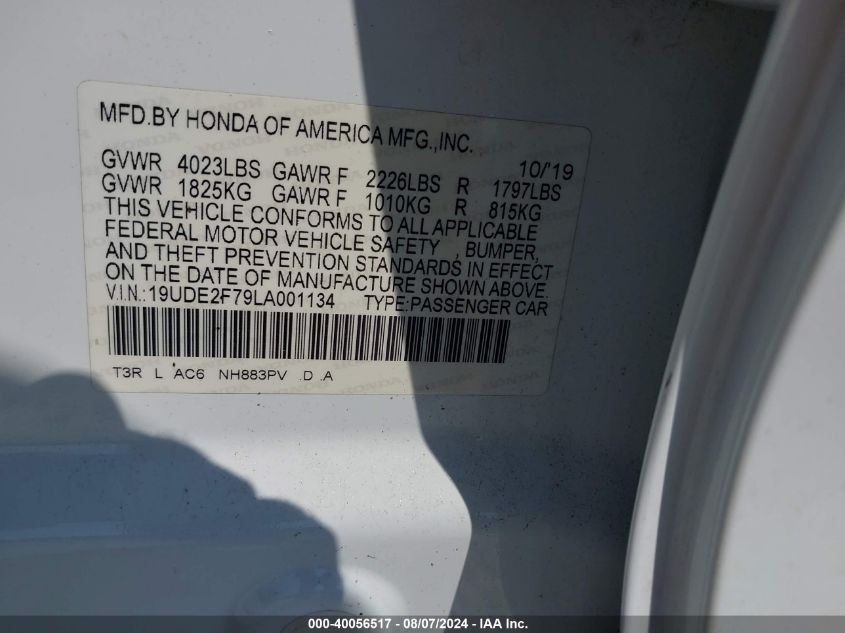 MFD.BY HONDA OF AMERICA MFG.,INC.
10/'19
GVWR 4023LBS GAWR F 2226LBS R 1797LBS
GVWR 1825KG GAWR F 1010KG R 815KG
THIS VEHICLE CONFORMS TO ALL APPLICABLE
FEDERAL MOTOR VEHICLE SAFETY , BUMPER,
AND THEFT PREVENTION STANDARDS IN EFFECT
ON THE DATE OF MANUFACTURE SHOWN ABOVE.
V.I.N.:19UDE2F79LA001134 TYPE:PASSENGER CAR
T3R L AC6 NH883PV .D .A
000-40056517 - 08/07/2024 - IAAI Inc.